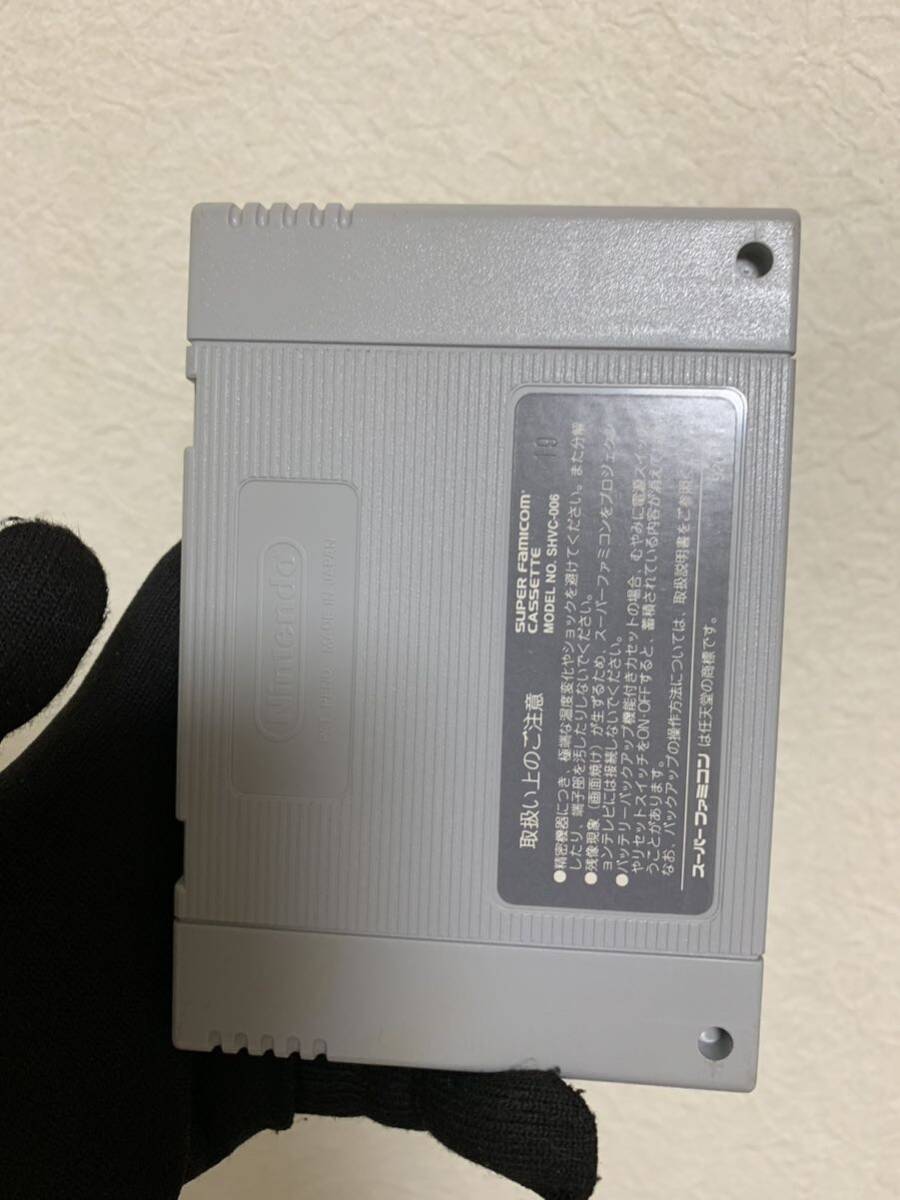 Nintendo
MADE IN JAPAN
19
SUPER FAMICOM
CASSETTE
MODEL NO. SHVC-006
取扱い上のご注意
●精密機器につき、極端な温度変化やショックを避けてください。また分解
したり、端子部を汚したりしないでください。
●残像現象(画面焼け)が生ずるため、スーパーファミコンをプロジェクシ
ョンテレビには接続しないでください。
●バッテリーバックアップ機能付きカセットの場合、むやみに電源スイッチ
やリセットスイッチをON・OFFすると、蓄積されている内容が消えて
うことがあります。
なお、バックアップの操作方法については、取扱説明書をご参照
スーパーファミコン は任天堂の商標です。